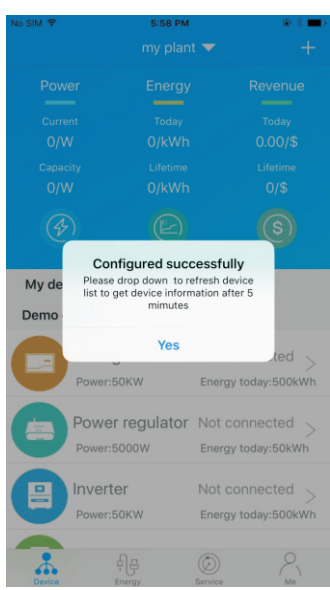 No SIM 5:58 PM
my plant
Power Energy Revenue
Current Today Today
0/W 0/kWh 0.00/$
Capacity Lifetime Lifetime
0/W 0/kWh 0/$
$
Configured successfully
Please drop down to refresh device
list to get device information after 5
mimutes
Yes
My de
Demo
Power:50KW Energy today:500kWh
Power regulator Not connected
Power:5000W Energy today:50kWh
Inverter Not connected
Power:50KW Energy today:500kWh
Device Energy Service Me